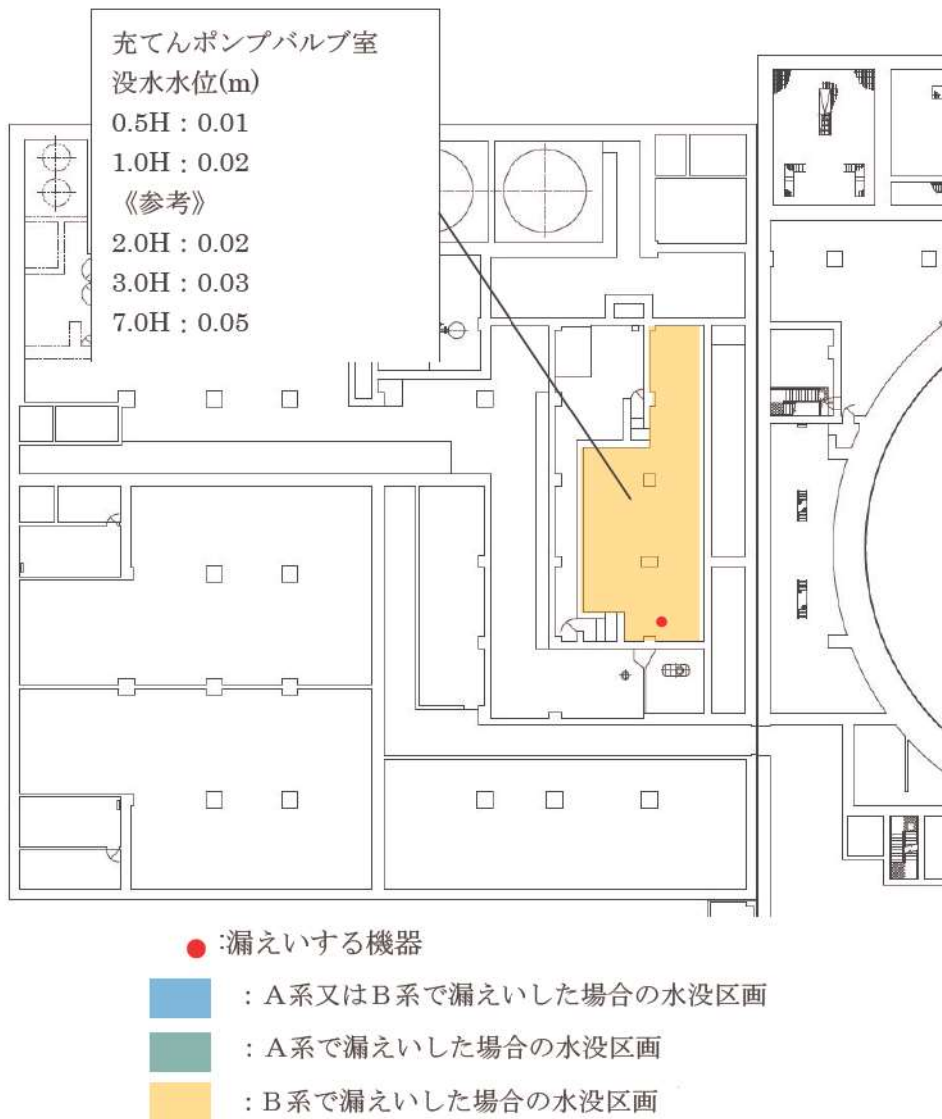 充てんポンプバルブ室
没水水位(m)
0.5H：0.01
1.0H：0.02
《参考》
2.0H：0.02
3.0H：0.03
7.0H：0.05
:漏えいする機器
：Ａ系又はＢ系で漏えいした場合の水没区画
：Ａ系で漏えいした場合の水没区画
：Ｂ系で漏えいした場合の水没区画